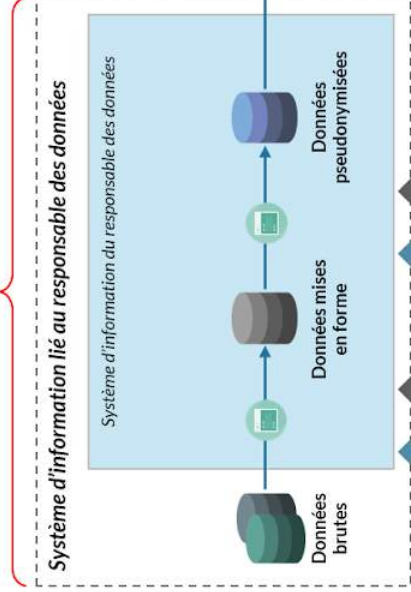 Système d'information lié au responsable des données
Système d'information du responsable des données
Données
brutes
Données mises
en forme
Données
pseudonymisées